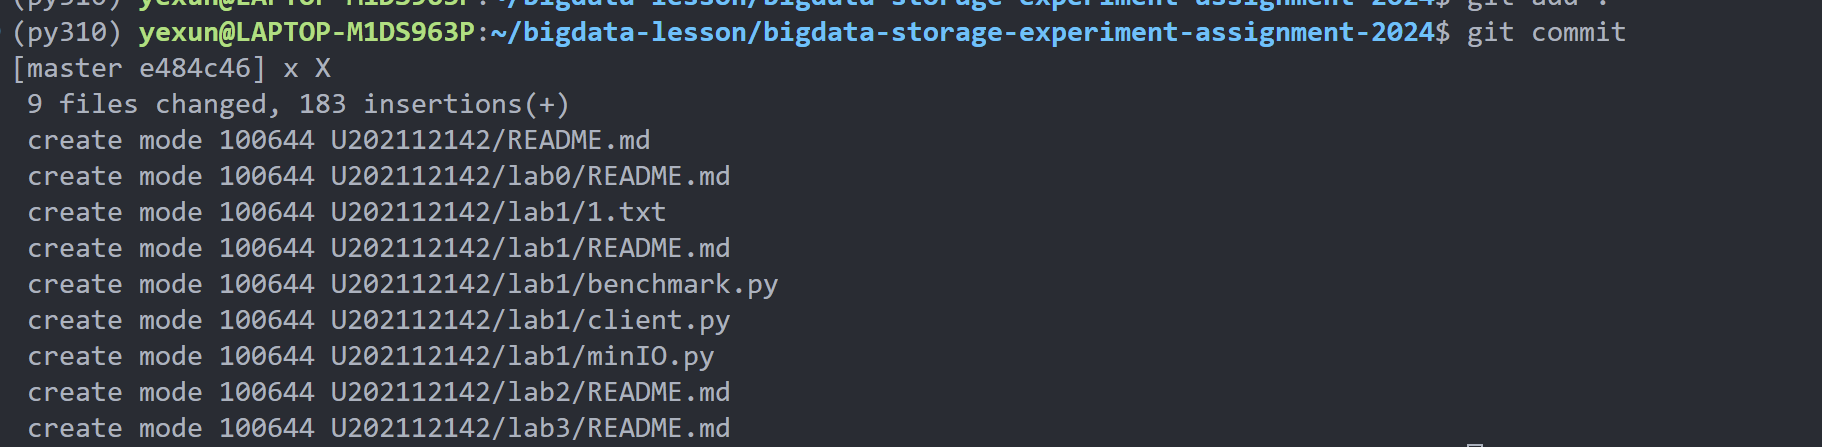 (py310) yexun@LAPTOP-M1DS963P:~/bigdata-lesson/bigdata-storage-experiment-assignment-2024$ git add .
(py310) yexun@LAPTOP-M1DS963P:~/bigdata-lesson/bigdata-storage-experiment-assignment-2024$ git commit
[master e484c46] x X
9 files changed, 183 insertions(+)
create mode 100644 U202112142/README.md
create mode 100644 U202112142/lab0/README.md
create mode 100644 U202112142/lab1/1.txt
create mode 100644 U202112142/lab1/README.md
create mode 100644 U202112142/lab1/benchmark.py
create mode 100644 U202112142/lab1/client.py
create mode 100644 U202112142/lab1/minIO.py
create mode 100644 U202112142/lab2/README.md
create mode 100644 U202112142/lab3/README.md